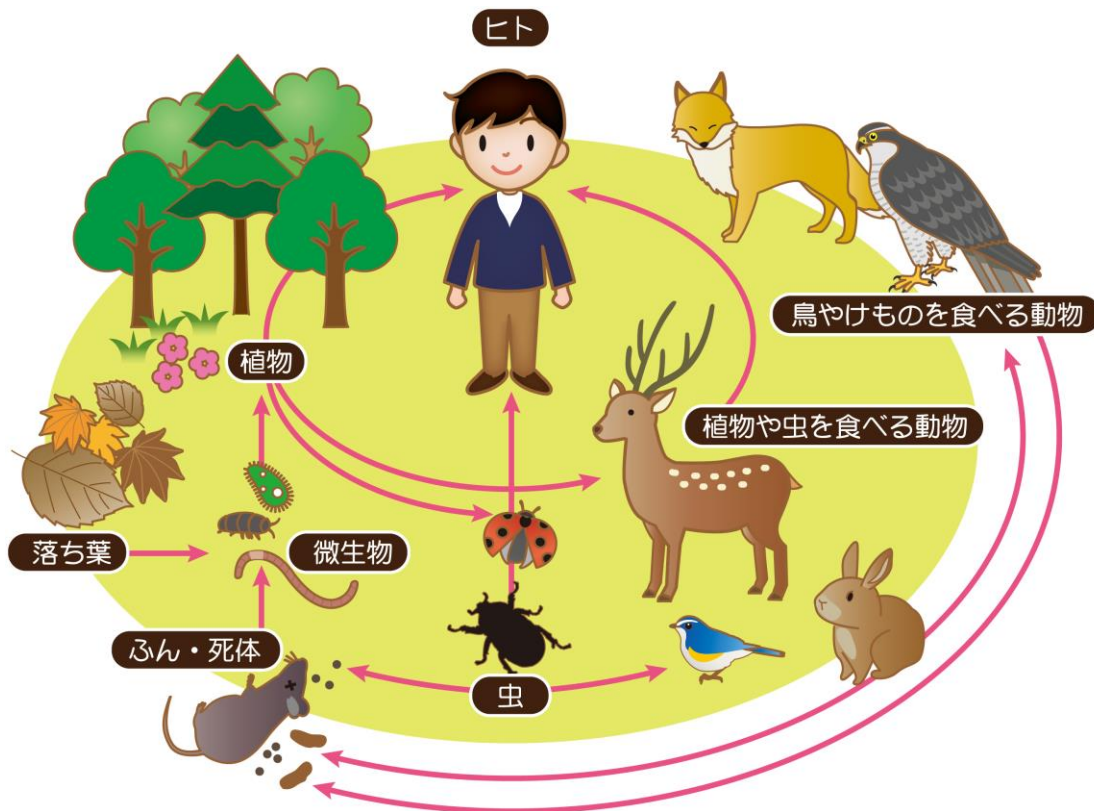 ヒト
鳥やけものを食べる動物
植物
植物や虫を食べる動物
落ち葉
微生物
ふん・死体
虫